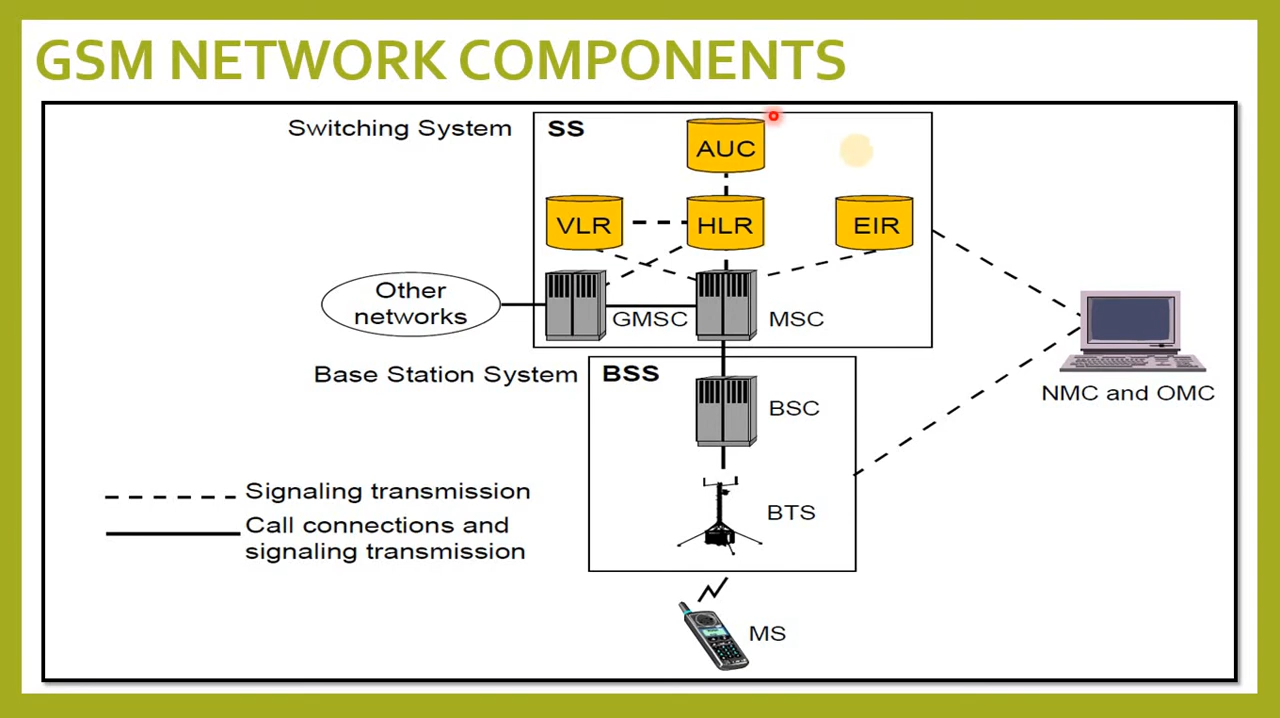 GSM NETWORK COMPONENTS
Switching System
SS
AUC
VLR
HLR
EIR
Other
networks
GMSC
MSC
NMC and OMC
Base Station System
BSS
BSC
Signaling transmission
Call connections and
signaling transmission
BTS
MS